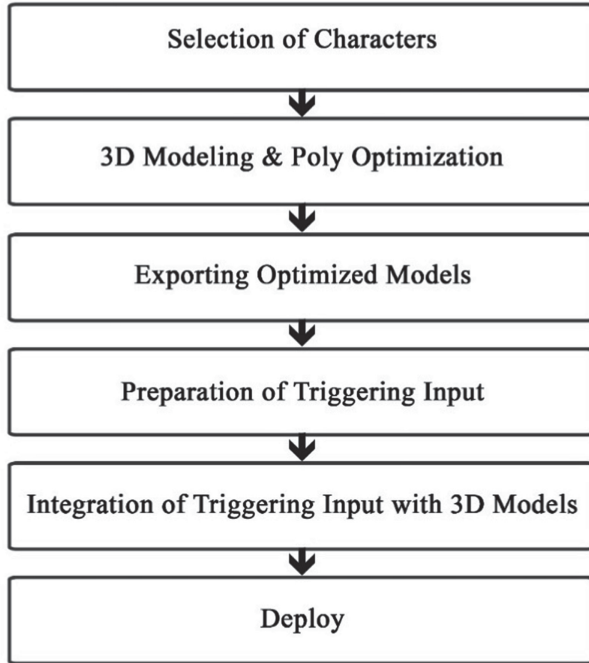 Selection of Characters
3D Modeling & Poly Optimization
Exporting Optimized Models
Preparation of Triggering Input
Integration of Triggering Input with 3D Models
Deploy